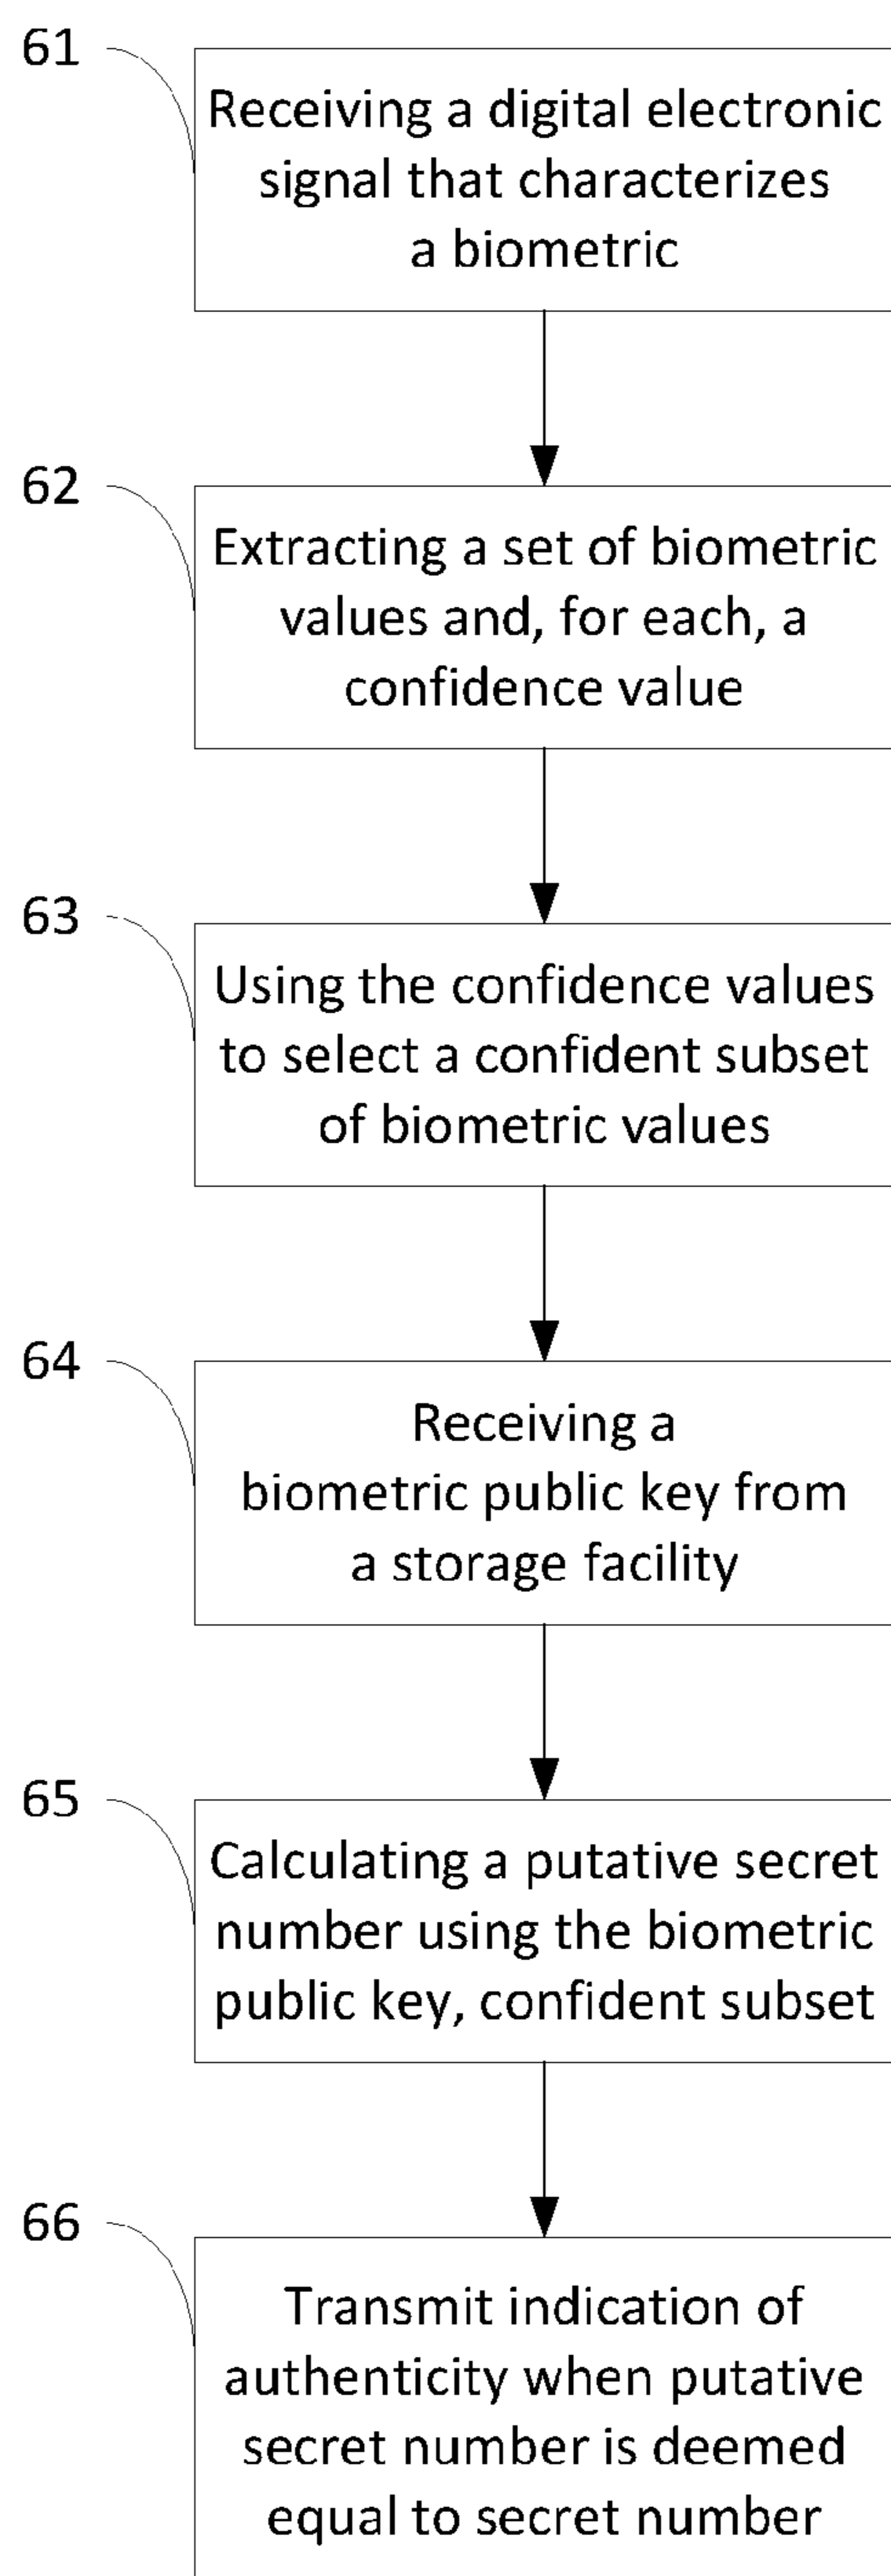 61
Receiving a digital electronic
signal that characterizes
a biometric
62
Extracting a set of biometric
values and, for each, a
confidence value
63
Using the confidence values
to select a confident subset
of biometric values
64
Receiving a
biometric public key from
a storage facility
65
Calculating a putative secret
number using the biometric
public key, confident subset
66
Transmit indication of
authenticity when putative
secret number is deemed
equal to secret number